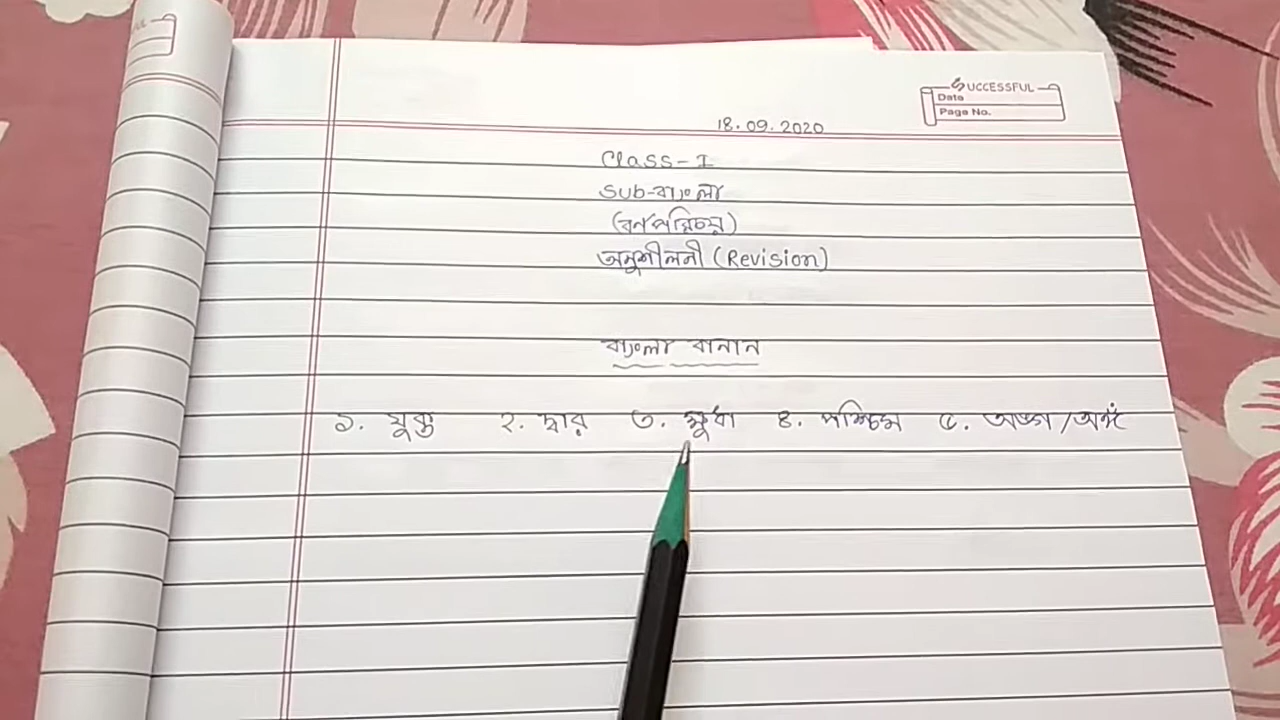 SUCCESSFUL
Date
Page No.
18.09.2020
Class-I
Sub-বাংলা
(বর্ণপরিচয়)
অনুশীলনী (Revision)
বাংলা বানান
১. যুক্ত ২. দ্বার ৩. ক্ষুধা ৪. পশ্চিম ৫. অঙ্গ/অঙ্গ